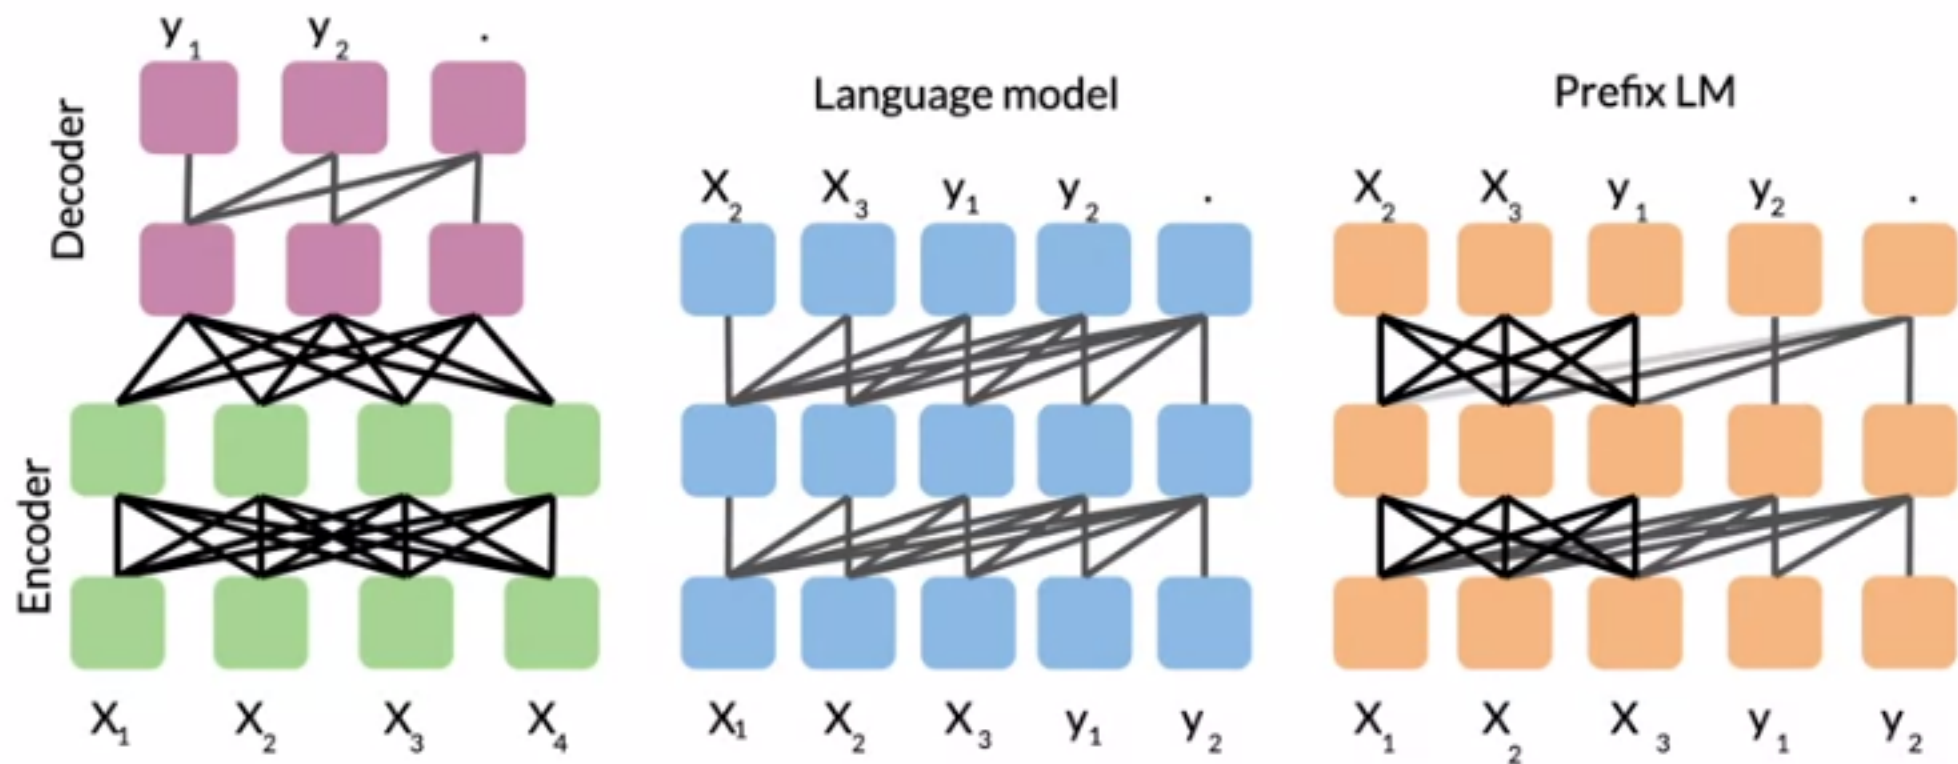 y1 y2 .
Decoder
Encoder
X1 X2 X3 X4
Language model
X2 X3 y1 y2 .
X1 X2 X3 y1 y2
Prefix LM
X2 X3 y1 y2 .
X1 X2 X3 y1 y2